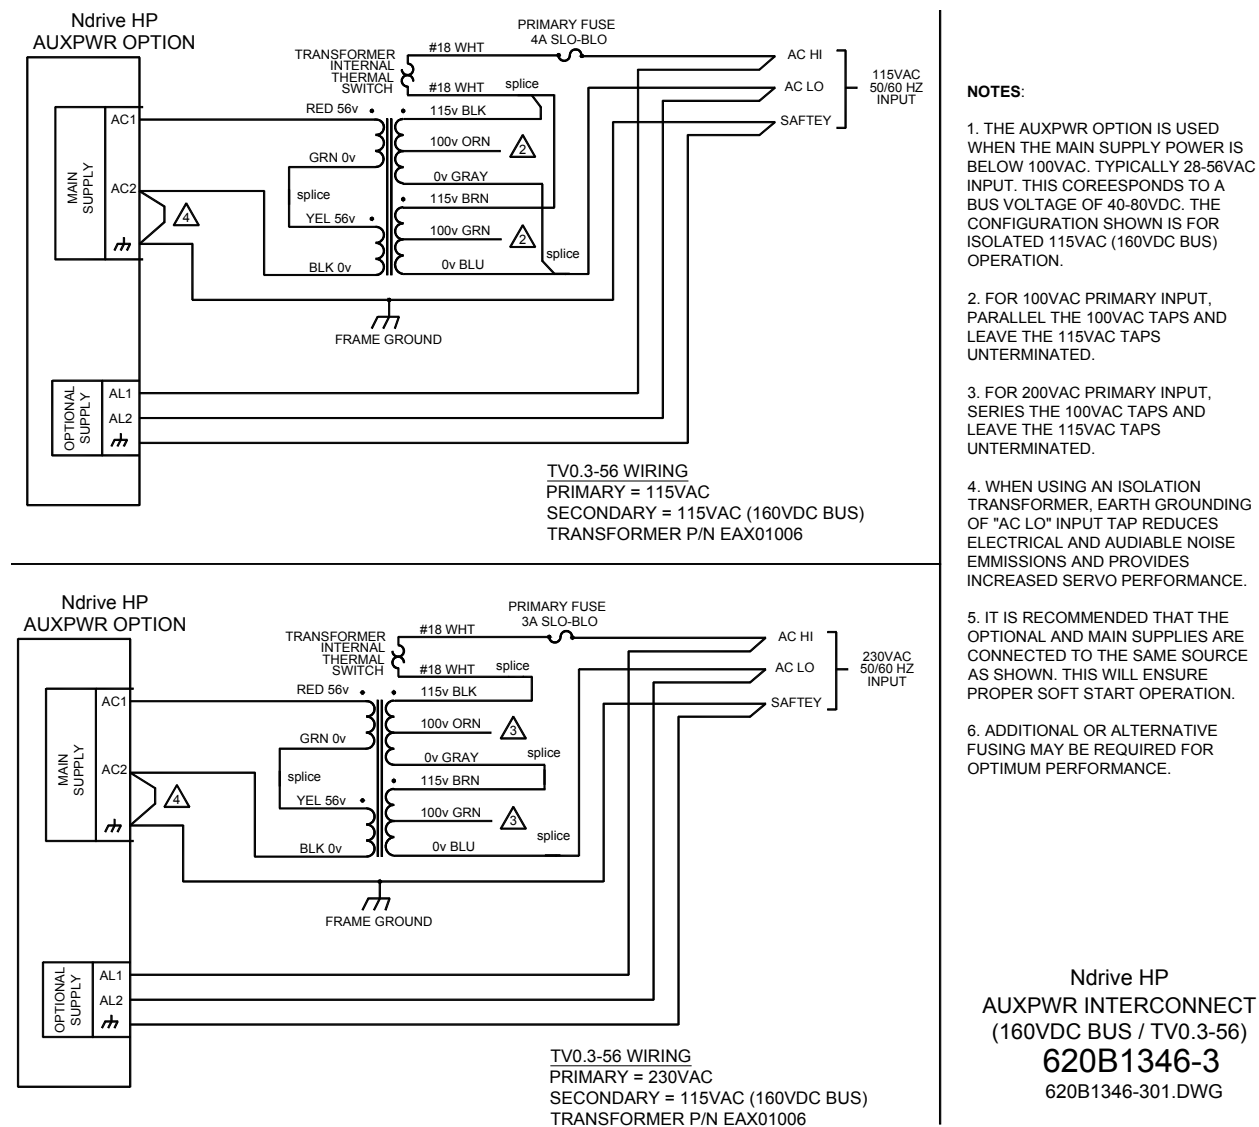 Ndrive HP
AUXPWR OPTION
PRIMARY FUSE
4A SLO-BLO
TRANSFORMER
INTERNAL
THERMAL
SWITCH
#18 WHT
#18 WHT
splice
AC HI
AC LO
SAFTEY
115VAC
50/60 HZ
INPUT
MAIN
SUPPLY
AC1
AC2
4
RED 56v
GRN 0v
splice
YEL 56v
BLK 0v
115v BLK
100v ORN
2
0v GRAY
115v BRN
100v GRN
2
0v BLU
splice
FRAME GROUND
OPTIONAL
SUPPLY
AL1
AL2
TV0.3-56 WIRING
PRIMARY = 115VAC
SECONDARY = 115VAC (160VDC BUS)
TRANSFORMER P/N EAX01006
Ndrive HP
AUXPWR OPTION
PRIMARY FUSE
3A SLO-BLO
TRANSFORMER
INTERNAL
THERMAL
SWITCH
#18 WHT
#18 WHT
splice
AC HI
AC LO
SAFTEY
230VAC
50/60 HZ
INPUT
MAIN
SUPPLY
AC1
AC2
4
RED 56v
GRN 0v
splice
YEL 56v
BLK 0v
115v BLK
100v ORN
3
0v GRAY
splice
115v BRN
100v GRN
3
0v BLU
splice
FRAME GROUND
OPTIONAL
SUPPLY
AL1
AL2
TV0.3-56 WIRING
PRIMARY = 230VAC
SECONDARY = 115VAC (160VDC BUS)
TRANSFORMER P/N EAX01006
NOTES:
1. THE AUXPWR OPTION IS USED
WHEN THE MAIN SUPPLY POWER IS
BELOW 100VAC. TYPICALLY 28-56VAC
INPUT. THIS COREESPONDS TO A
BUS VOLTAGE OF 40-80VDC. THE
CONFIGURATION SHOWN IS FOR
ISOLATED 115VAC (160VDC BUS)
OPERATION.
2. FOR 100VAC PRIMARY INPUT,
PARALLEL THE 100VAC TAPS AND
LEAVE THE 115VAC TAPS
UNTERMINATED.
3. FOR 200VAC PRIMARY INPUT,
SERIES THE 100VAC TAPS AND
LEAVE THE 115VAC TAPS
UNTERMINATED.
4. WHEN USING AN ISOLATION
TRANSFORMER, EARTH GROUNDING
OF "AC LO" INPUT TAP REDUCES
ELECTRICAL AND AUDIABLE NOISE
EMMISSIONS AND PROVIDES
INCREASED SERVO PERFORMANCE.
5. IT IS RECOMMENDED THAT THE
OPTIONAL AND MAIN SUPPLIES ARE
CONNECTED TO THE SAME SOURCE
AS SHOWN. THIS WILL ENSURE
PROPER SOFT START OPERATION.
6. ADDITIONAL OR ALTERNATIVE
FUSING MAY BE REQUIRED FOR
OPTIMUM PERFORMANCE.
Ndrive HP
AUXPWR INTERCONNECT
(160VDC BUS / TV0.3-56)
620B1346-3
620B1346-301.DWG